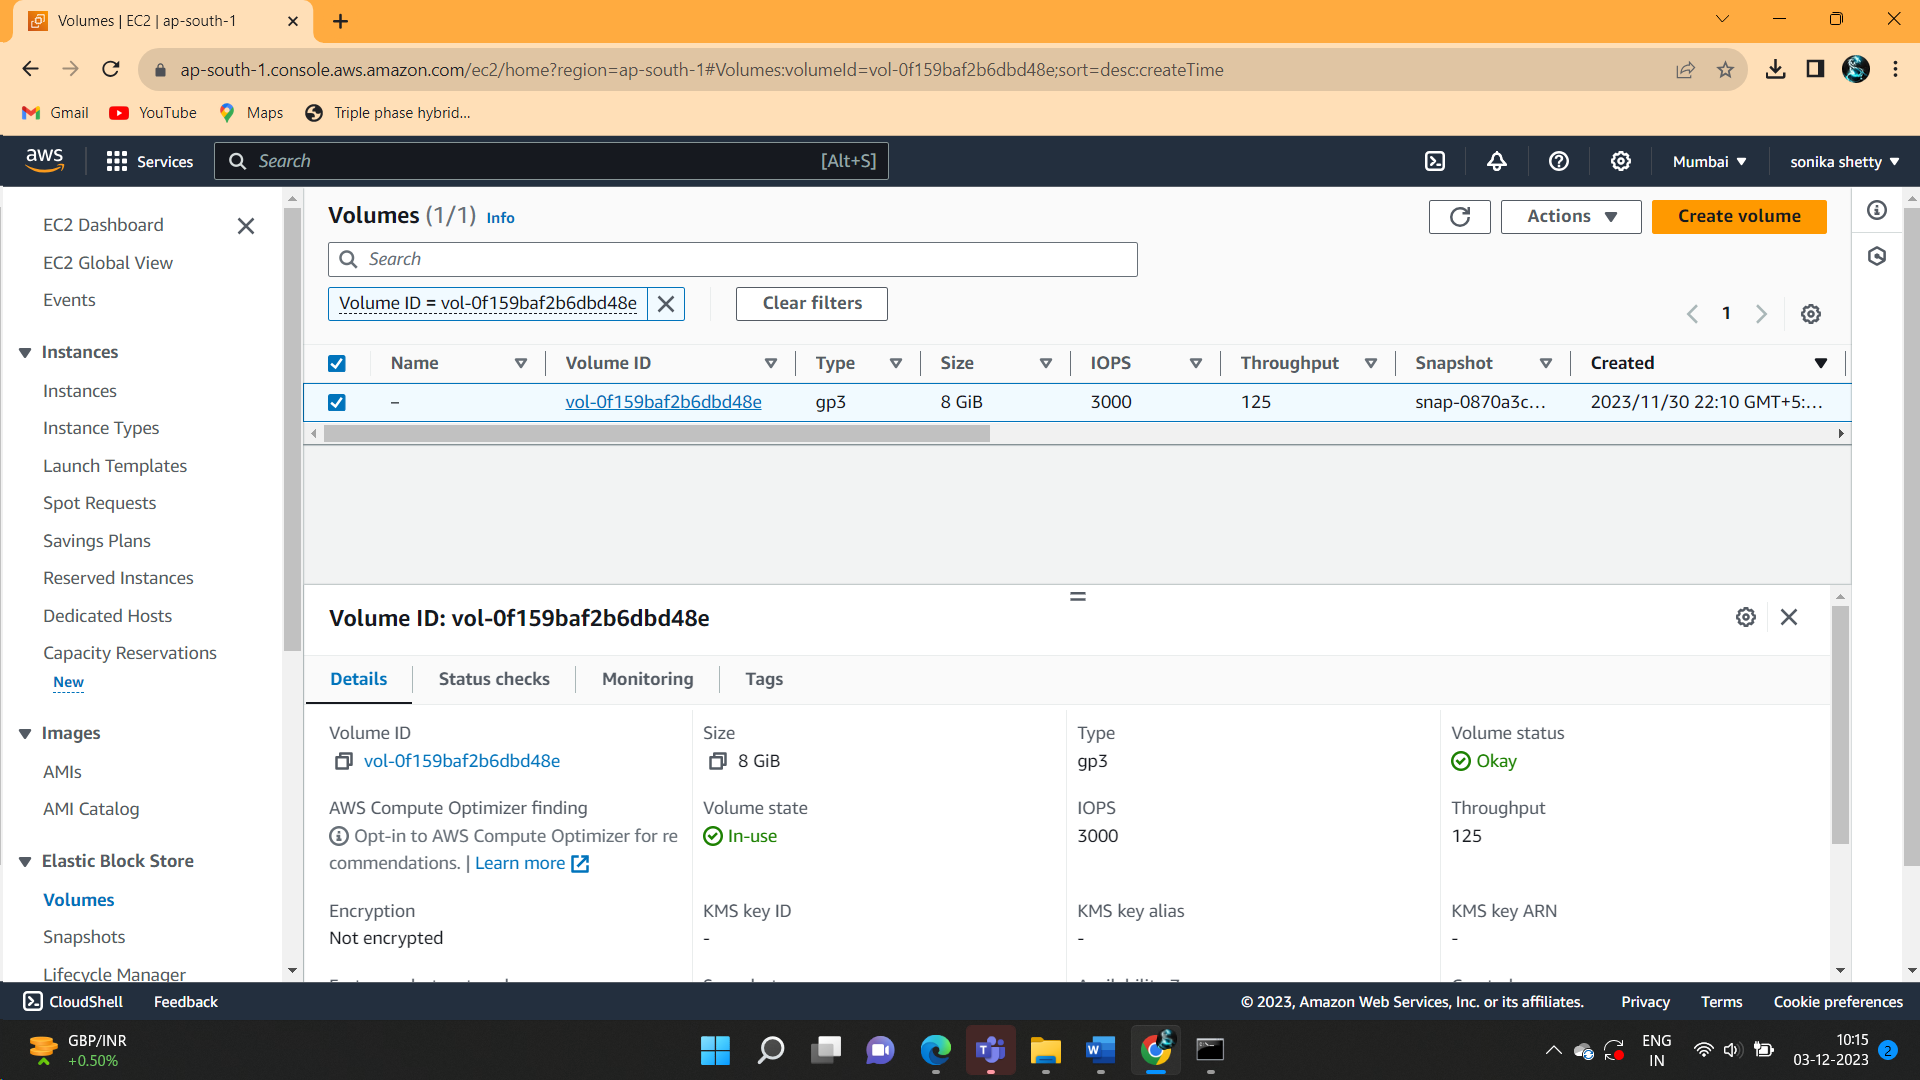 Volumes | EC2 | ap-south-1
ap-south-1.console.aws.amazon.com/ec2/home?region=ap-south-1#Volumes:volumeId=vol-0f159baf2b6dbd48e;sort=desc:createTime
Gmail YouTube Maps Triple phase hybrid...
aws Services Search [Alt+S] Mumbai sonika shetty
EC2 Dashboard
EC2 Global View
Events
Instances
Instances
Instance Types
Launch Templates
Spot Requests
Savings Plans
Reserved Instances
Dedicated Hosts
Capacity Reservations
New
Images
AMIs
AMI Catalog
Elastic Block Store
Volumes
Snapshots
Lifecycle Manager
Volumes (1/1) Info
Actions Create volume
Search
Volume ID = vol-0f159baf2b6dbd48e Clear filters
1
Name Volume ID Type Size IOPS Throughput Snapshot Created
– vol-0f159baf2b6dbd48e gp3 8 GiB 3000 125 snap-0870a3c... 2023/11/30 22:10 GMT+5:...
Volume ID: vol-0f159baf2b6dbd48e
Details Status checks Monitoring Tags
Volume ID Size Type Volume status
vol-0f159baf2b6dbd48e 8 GiB gp3 Okay
AWS Compute Optimizer finding Volume state IOPS Throughput
Opt-in to AWS Compute Optimizer for re In-use 3000 125
commendations. | Learn more
Encryption KMS key ID KMS key alias KMS key ARN
Not encrypted - - -
CloudShell Feedback © 2023, Amazon Web Services, Inc. or its affiliates. Privacy Terms Cookie preferences
GBP/INR
+0.50%
ENG
IN
10:15
03-12-2023
2